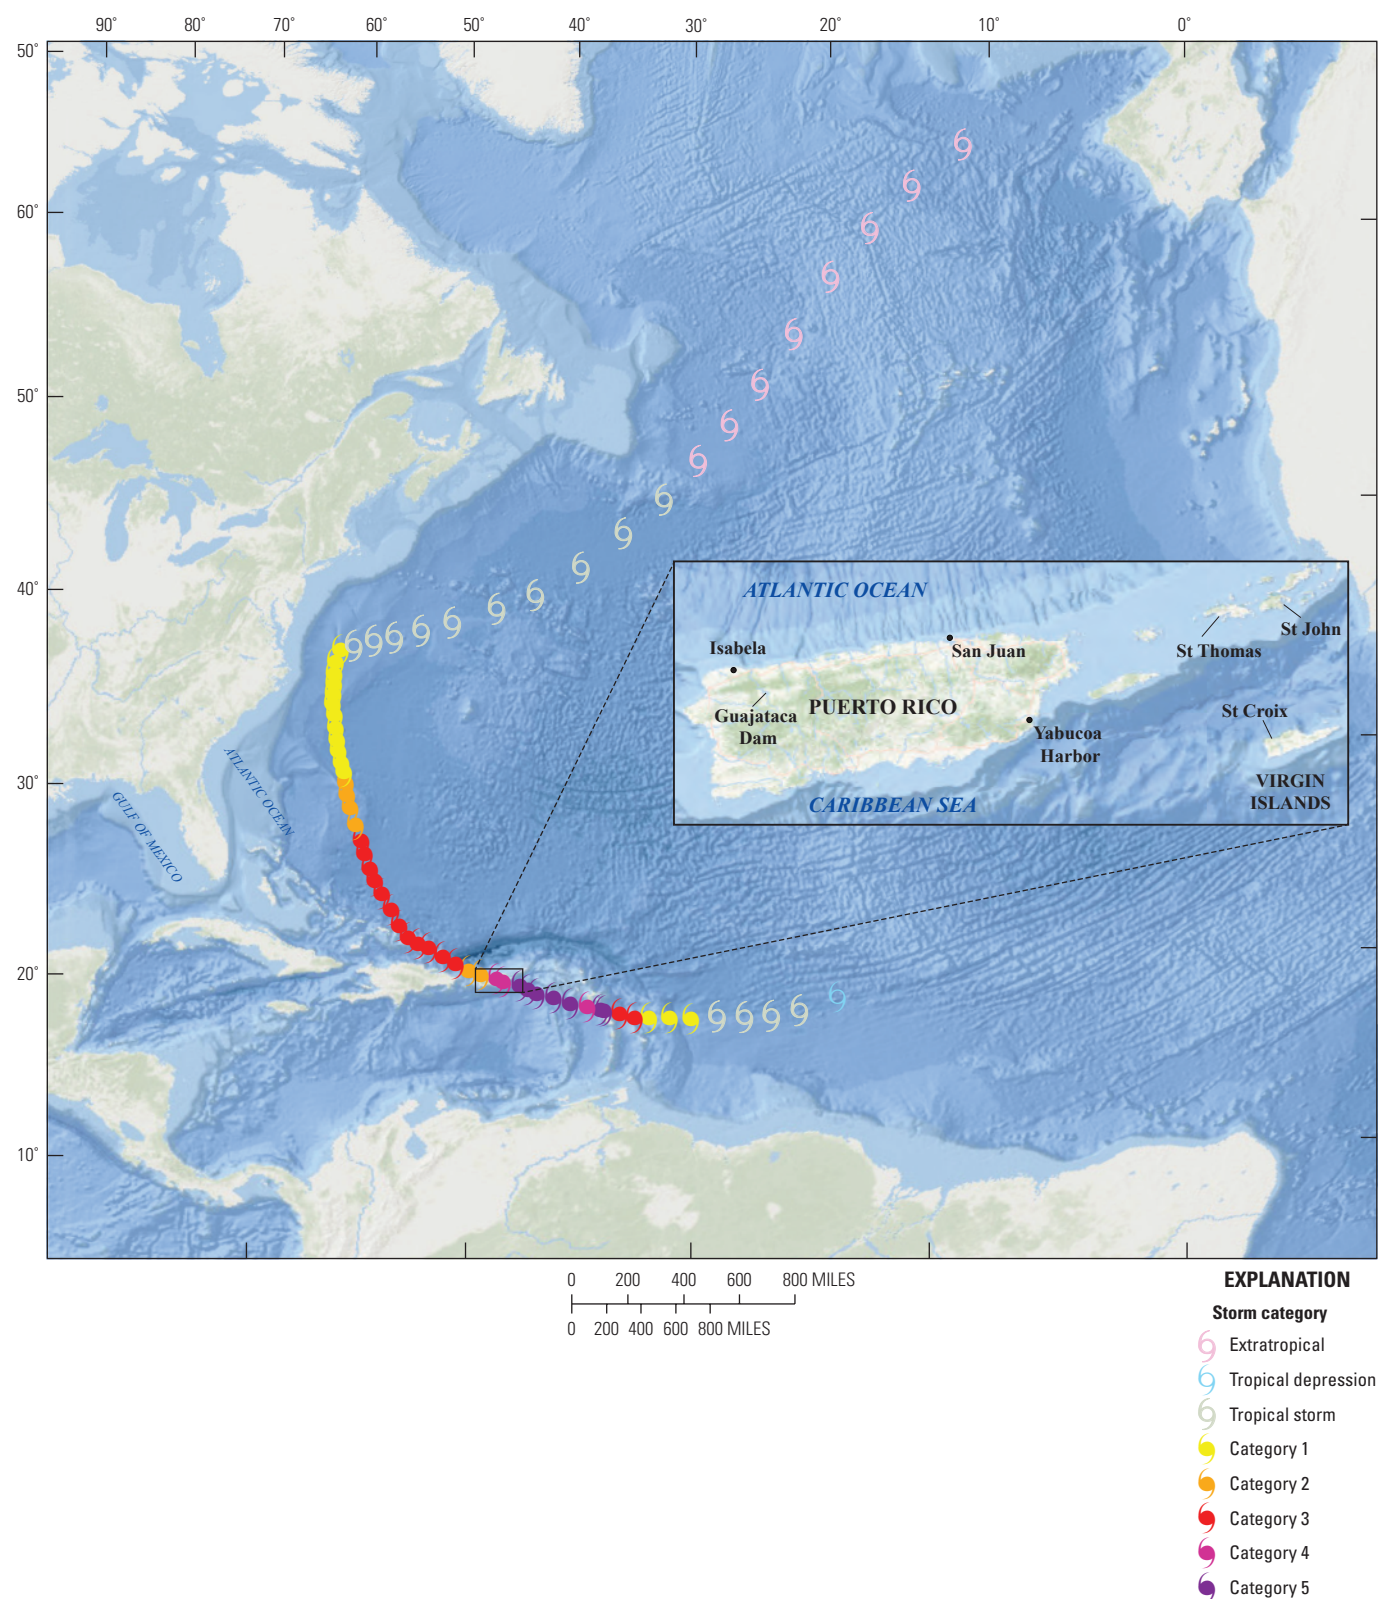 90˚ 80˚ 70˚ 60˚ 50˚ 40˚ 30˚ 20˚ 10˚ 0˚
50˚
60˚
50˚
40˚
30˚
20˚
10˚
ATLANTIC OCEAN
GULF OF MEXICO
ATLANTIC OCEAN
Isabela
San Juan
St John
St Thomas
Guajataca
Dam
PUERTO RICO
St Croix
Yabucoa
Harbor
VIRGIN
ISLANDS
CARIBBEAN SEA
0 200 400 600 800 MILES
0 200 400 600 800 MILES
EXPLANATION
Storm category
Extratropical
Tropical depression
Tropical storm
Category 1
Category 2
Category 3
Category 4
Category 5